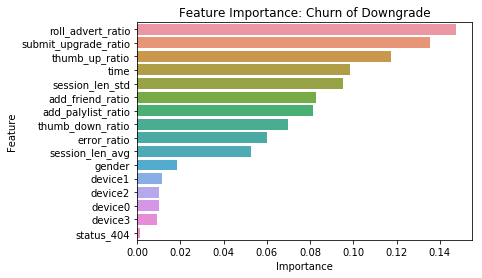 Feature Importance: Churn of Downgrade
roll_advert_ratio
submit_upgrade_ratio
thumb_up_ratio
time
session_len_std
add_friend_ratio
add_palylist_ratio
thumb_down_ratio
error_ratio
session_len_avg
gender
device1
device2
device0
device3
status_404
Feature
0.00 0.02 0.04 0.06 0.08 0.10 0.12 0.14
Importance